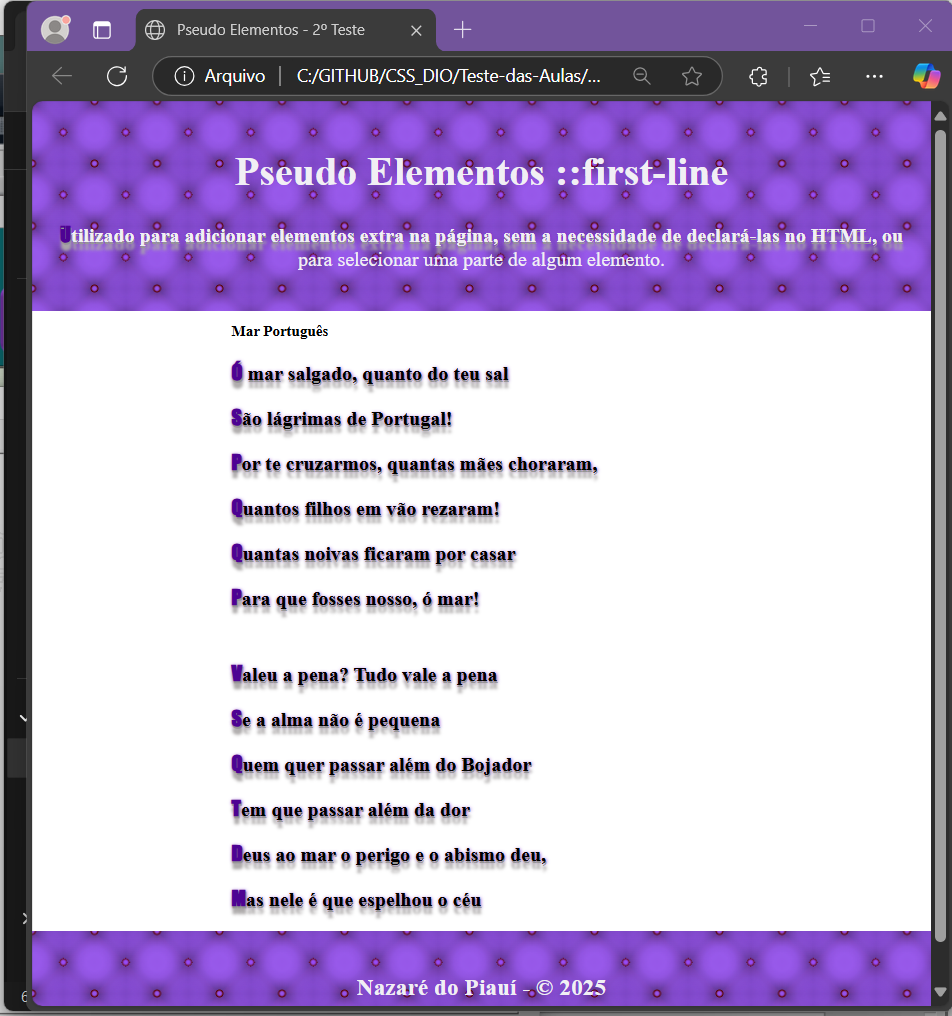 Pseudo Elementos - 2º Teste
Arquivo
C:/GITHUB/CSS_DIO/Teste-das-Aulas/...
Pseudo Elementos ::first-line
Utilizado para adicionar elementos extra na página, sem a necessidade de declará-las no HTML, ou
para selecionar uma parte de algum elemento.
Mar Português
Ó mar salgado, quanto do teu sal
São lágrimas de Portugal!
Por te cruzarmos, quantas mães choraram,
Quantos filhos em vão rezaram!
Quantas noivas ficaram por casar
Para que fosses nosso, ó mar!
Valeu a pena? Tudo vale a pena
Se a alma não é pequena
Quem quer passar além do Bojador
Tem que passar além da dor
Deus ao mar o perigo e o abismo deu,
Mas nele é que espelhou o céu
6
Nazaré do Piauí - © 2025